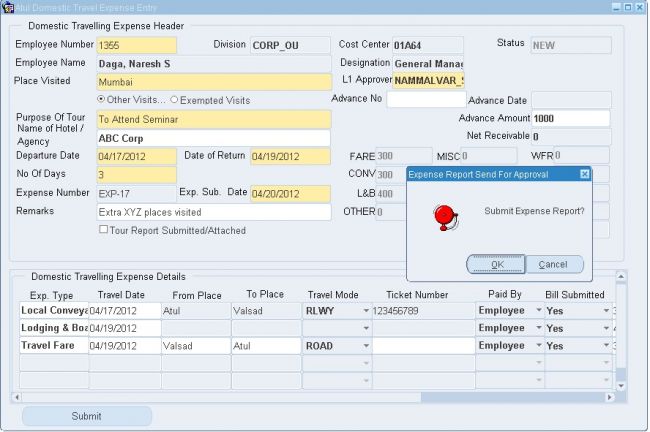 Atul Domestic Travel Expense Entry
Domestic Travelling Expense Header
Employee Number 1355 Division CORP_OU Cost Center 01A64 Status NEW
Employee Name Daga, Naresh S Designation General Manag
Place Visited Mumbai L1 Approver NAMMALVAR_S
Other Visits... Exempted Visits Advance No Advance Date
Purpose Of Tour To Attend Seminar Advance Amount 1000
Name of Hotel / Agency ABC Corp Net Receivable 0
Departure Date 04/17/2012 Date of Return 04/19/2012 FARE 300 MISC 0 WFR 0
No Of Days 3 CONV 300
Expense Number EXP-17 Exp. Sub. Date 04/20/2012 L&B 400
Remarks Extra XYZ places visited OTHER 0
Tour Report Submitted/Attached
Expense Report Send For Approval
Submit Expense Report?
OK Cancel
Domestic Travelling Expense Details
Exp. Type Travel Date From Place To Place Travel Mode Ticket Number Paid By Bill Submitted
Local Conveya 04/17/2012 Atul Valsad RLWY 123456789 Employee Yes
Lodging & Boa 04/19/2012 Employee Yes
Travel Fare 04/19/2012 Valsad Atul ROAD Employee Yes
Submit